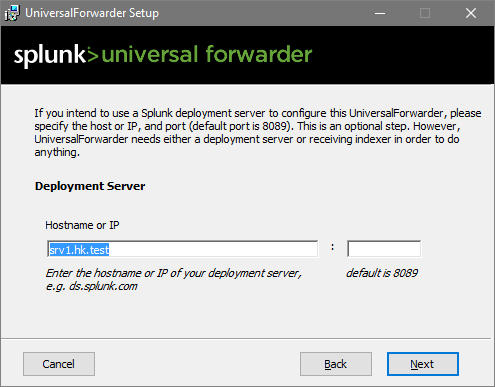 UniversalForwarder Setup
splunk> universal forwarder
If you intend to use a Splunk deployment server to configure this UniversalForwarder, please
specify the host or IP, and port (default port is 8089). This is an optional step. However,
UniversalForwarder needs either a deployment server or receiving indexer in order to do
anything.
Deployment Server
Hostname or IP
srv1.hk.test :
Enter the hostname or IP of your deployment server, default is 8089
e.g. ds.splunk.com
Cancel Back Next